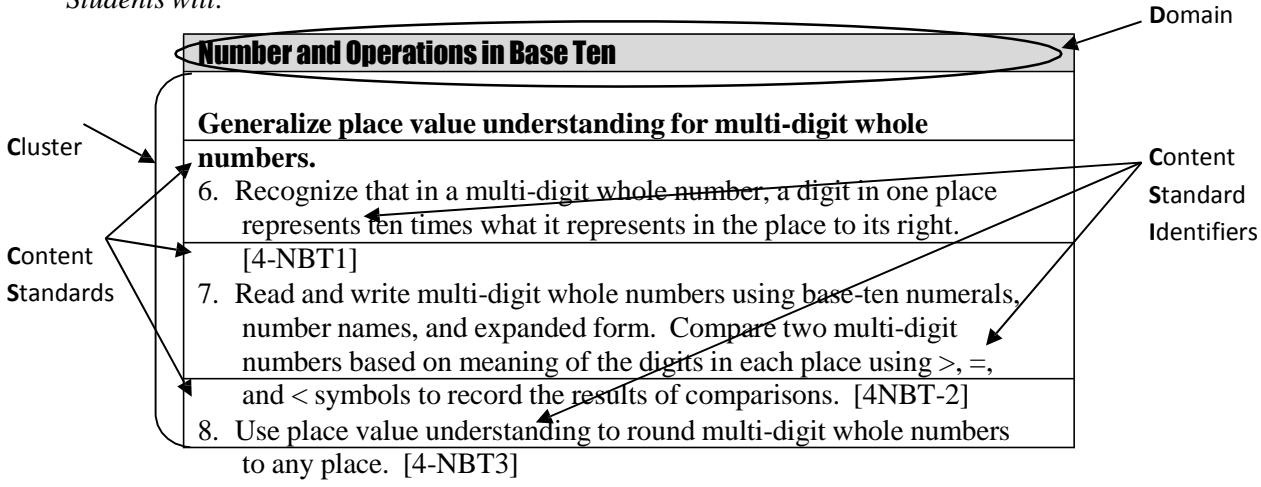 Students will:
Domain
Number and Operations in Base Ten
Generalize place value understanding for multi-digit whole
numbers.
6. Recognize that in a multi-digit whole number, a digit in one place
represents ten times what it represents in the place to its right.
[4-NBT1]
7. Read and write multi-digit whole numbers using base-ten numerals,
number names, and expanded form. Compare two multi-digit
numbers based on meaning of the digits in each place using >, =,
and < symbols to record the results of comparisons. [4NBT-2]
8. Use place value understanding to round multi-digit whole numbers
to any place. [4-NBT3]
Cluster
Content
Standards
Content
Standard
Identifiers